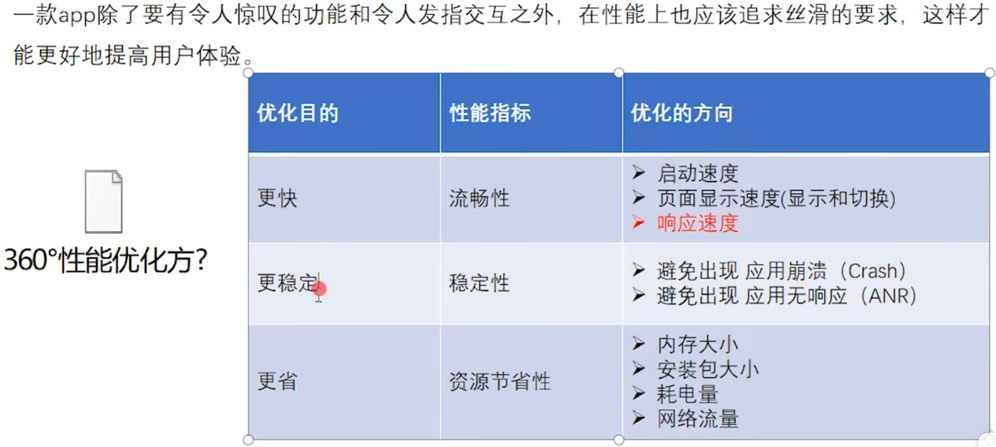 一款app除了要有令人惊叹的功能和令人发指交互之外，在性能上也应该追求丝滑的要求，这样才
能更好地提高用户体验。
优化目的 性能指标 优化的方向
更快 流畅性
➢ 启动速度
➢ 页面显示速度(显示和切换)
➢ 响应速度
360°性能优化方?
更稳定 稳定性
➢ 避免出现 应用崩溃（Crash）
➢ 避免出现 应用无响应（ANR）
更省 资源节省性
➢ 内存大小
➢ 安装包大小
➢ 耗电量
➢ 网络流量